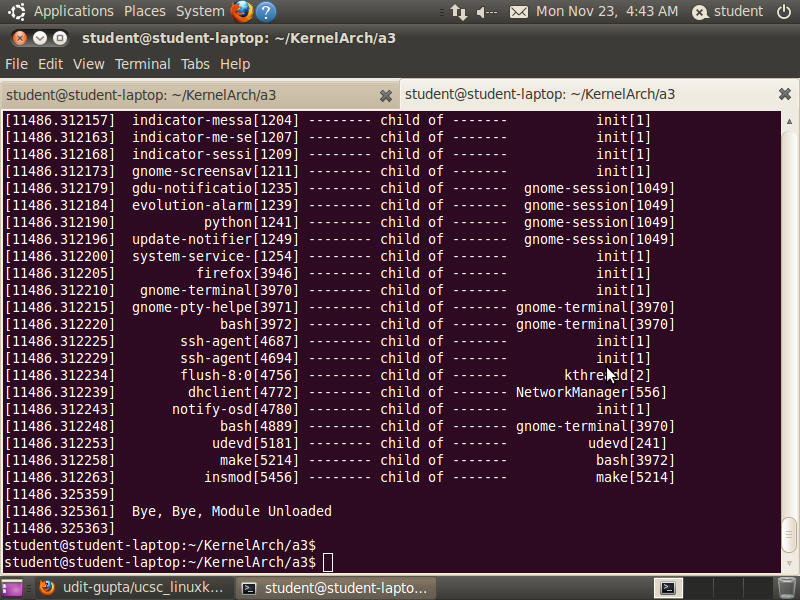 Applications Places System ? Mon Nov 23, 4:43 AM student
student@student-laptop: ~/KernelArch/a3
File Edit View Terminal Tabs Help
student@student-laptop: ~/KernelArch/a3 student@student-laptop: ~/KernelArch/a3
[11486.312157] indicator-messa[1204] -------- child of ------- init[1]
[11486.312163] indicator-me-se[1207] -------- child of ------- init[1]
[11486.312168] indicator-sessi[1209] -------- child of ------- init[1]
[11486.312173] gnome-screensav[1211] -------- child of ------- init[1]
[11486.312179] gdu-notificatio[1235] -------- child of ------- gnome-session[1049]
[11486.312184] evolution-alarm[1239] -------- child of ------- gnome-session[1049]
[11486.312190] python[1241] -------- child of ------- gnome-session[1049]
[11486.312196] update-notifier[1249] -------- child of ------- gnome-session[1049]
[11486.312200] system-service-[1254] -------- child of ------- init[1]
[11486.312205] firefox[3946] -------- child of ------- init[1]
[11486.312210] gnome-terminal[3970] -------- child of ------- init[1]
[11486.312215] gnome-pty-helpe[3971] -------- child of ------- gnome-terminal[3970]
[11486.312220] bash[3972] -------- child of ------- gnome-terminal[3970]
[11486.312225] ssh-agent[4687] -------- child of ------- init[1]
[11486.312229] ssh-agent[4694] -------- child of ------- init[1]
[11486.312234] flush-8:0[4756] -------- child of ------- kthreadd[2]
[11486.312239] dhclient[4772] -------- child of ------- NetworkManager[556]
[11486.312243] notify-osd[4780] -------- child of ------- init[1]
[11486.312248] bash[4889] -------- child of ------- gnome-terminal[3970]
[11486.312253] udevd[5181] -------- child of ------- udevd[241]
[11486.312258] make[5214] -------- child of ------- bash[3972]
[11486.312263] insmod[5456] -------- child of ------- make[5214]
[11486.325359]
[11486.325361] Bye, Bye, Module Unloaded
[11486.325363]
student@student-laptop:~/KernelArch/a3$
student@student-laptop:~/KernelArch/a3$
udit-gupta/ucsc_linuxk... student@student-lapto...